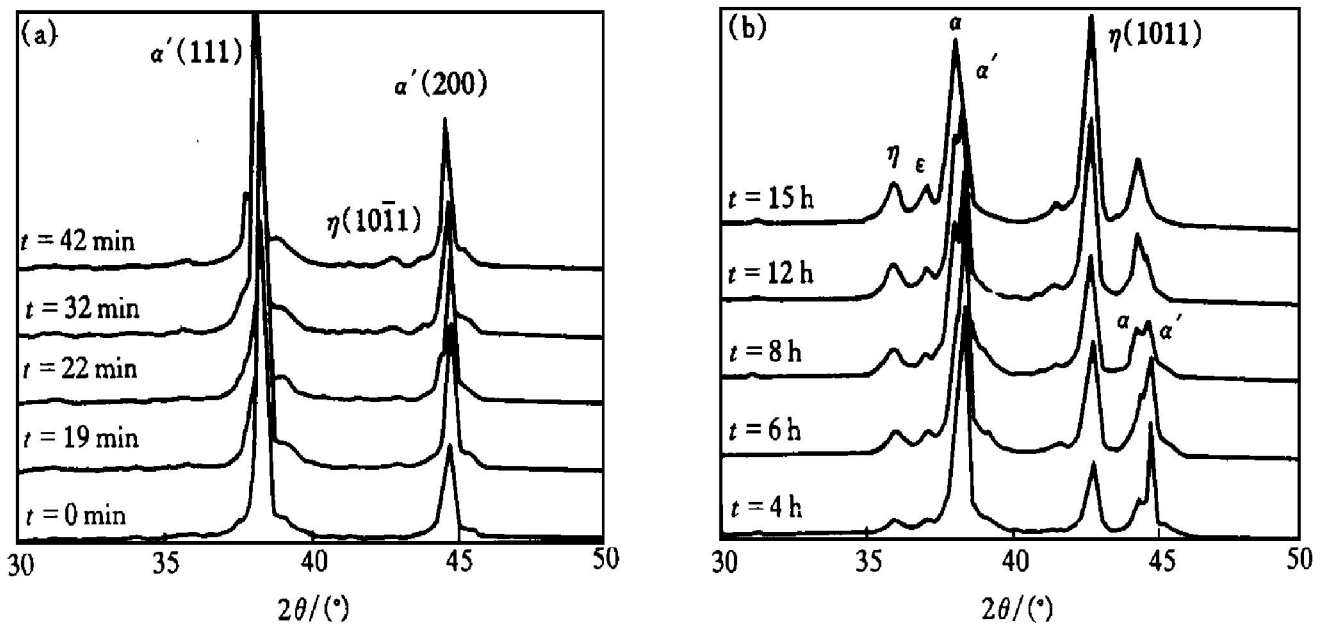 (a)
α′(111)
α′(200)
η(101̄1)
t = 42 min
t = 32 min
t = 22 min
t = 19 min
t = 0 min
30 35 40 45 50
2θ/(°)
(b)
α
α′
η(1011)
η
ε
t = 15 h
t = 12 h
α α′
t = 8 h
t = 6 h
t = 4 h
30 35 40 45 50
2θ/(°)